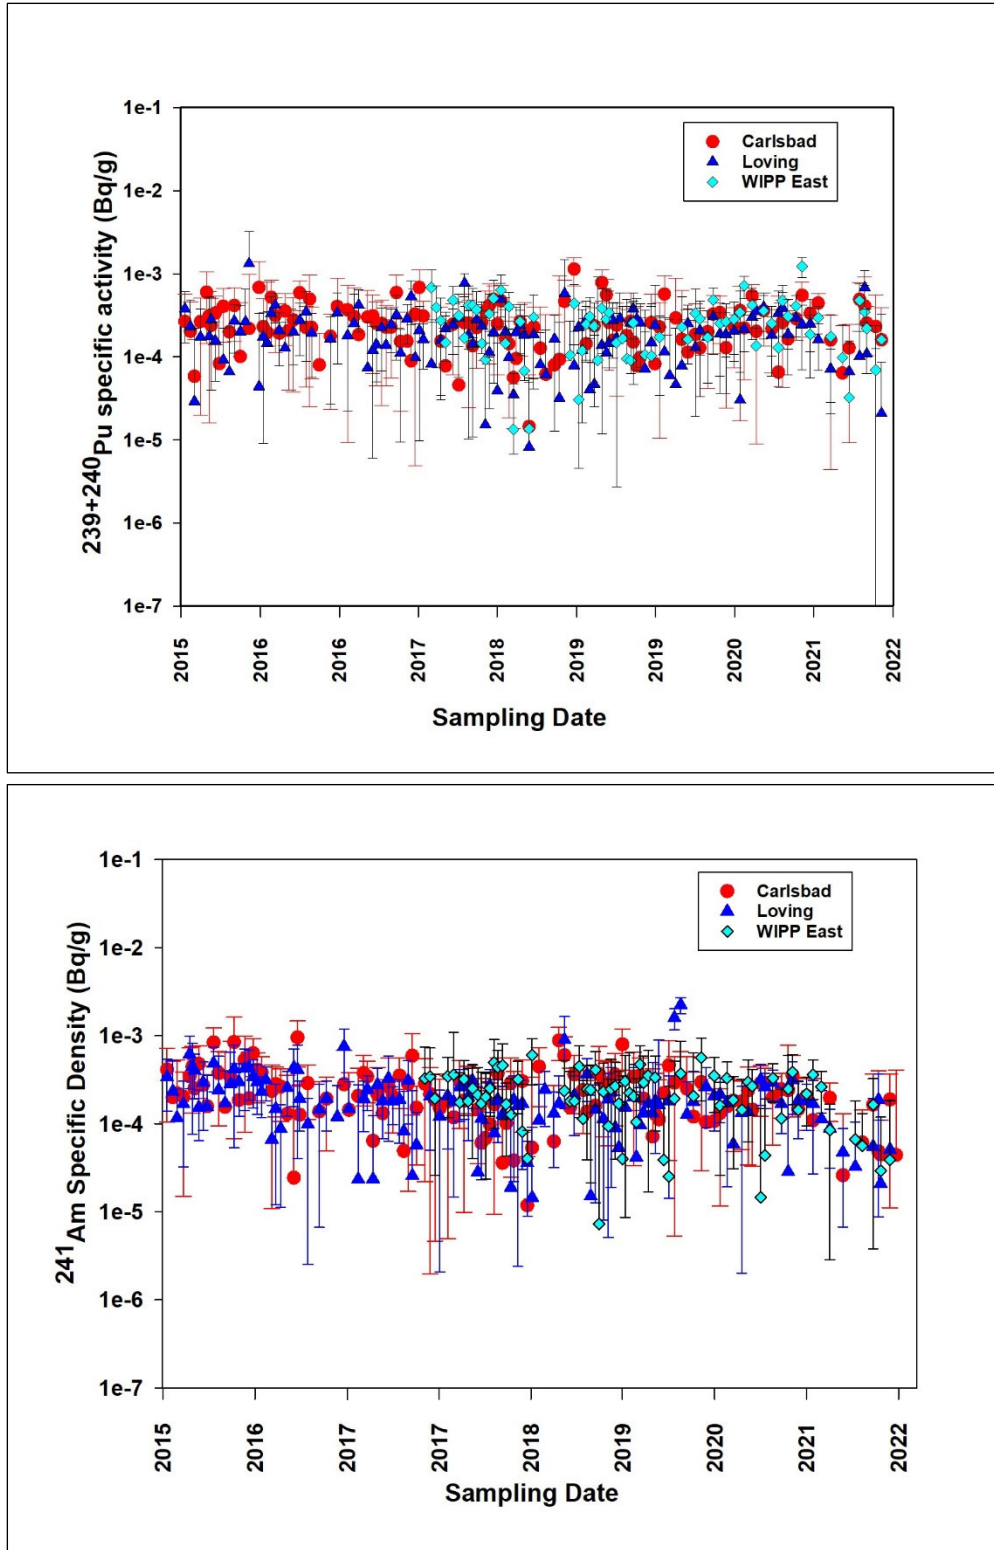 1e-1
1e-2
1e-3
1e-4
1e-5
1e-6
1e-7
239+240Pu specific activity (Bq/g)
Carlsbad
Loving
WIPP East
2015 2016 2016 2017 2018 2019 2019 2020 2021 2022
Sampling Date
1e-1
1e-2
1e-3
1e-4
1e-5
1e-6
1e-7
241Am Specific Density (Bq/g)
Carlsbad
Loving
WIPP East
2015 2016 2017 2017 2018 2019 2020 2021 2022
Sampling Date